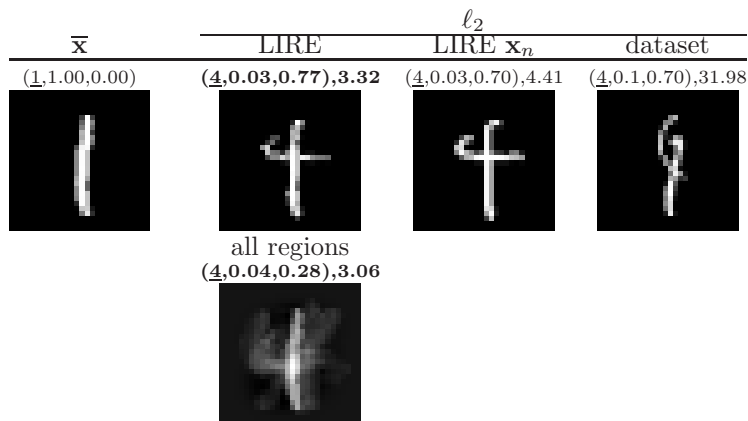 ℓ₂
x̄ LIRE LIRE xₙ dataset
(1,1.00,0.00) (4,0.03,0.77),3.32 (4,0.03,0.70),4.41 (4,0.1,0.70),31.98
all regions
(4,0.04,0.28),3.06